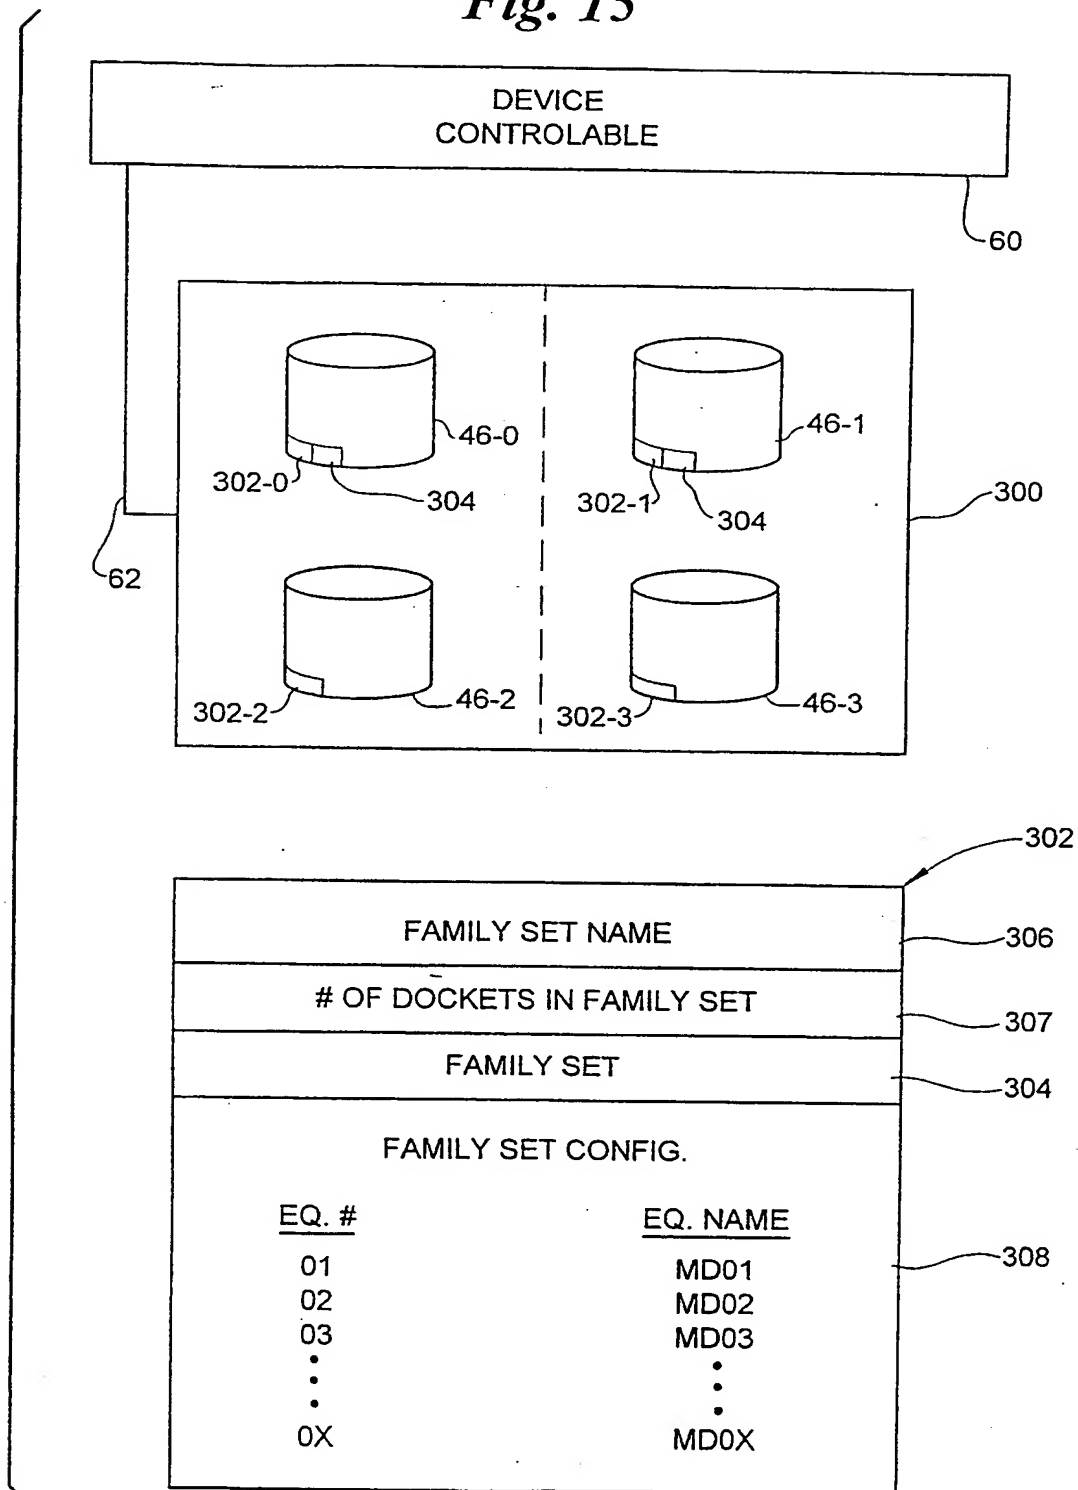 Fig. 15
DEVICE
CONTROLABLE
60
46-0
46-1
302-0
304
302-1
304
300
62
302-2
46-2
302-3
46-3
302
FAMILY SET NAME
306
# OF DOCKETS IN FAMILY SET
307
FAMILY SET
304
FAMILY SET CONFIG.
EQ. #
EQ. NAME
308
01
MD01
02
MD02
03
MD03
0X
MD0X